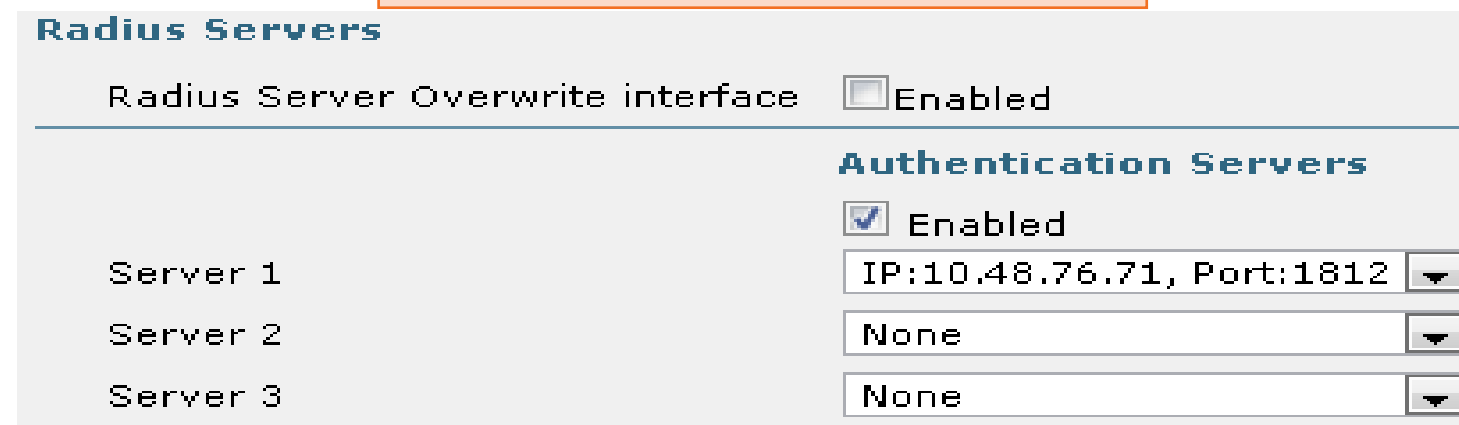 Radius Servers
Radius Server Overwrite interface Enabled
Authentication Servers
Enabled
Server 1 IP:10.48.76.71, Port:1812
Server 2 None
Server 3 None